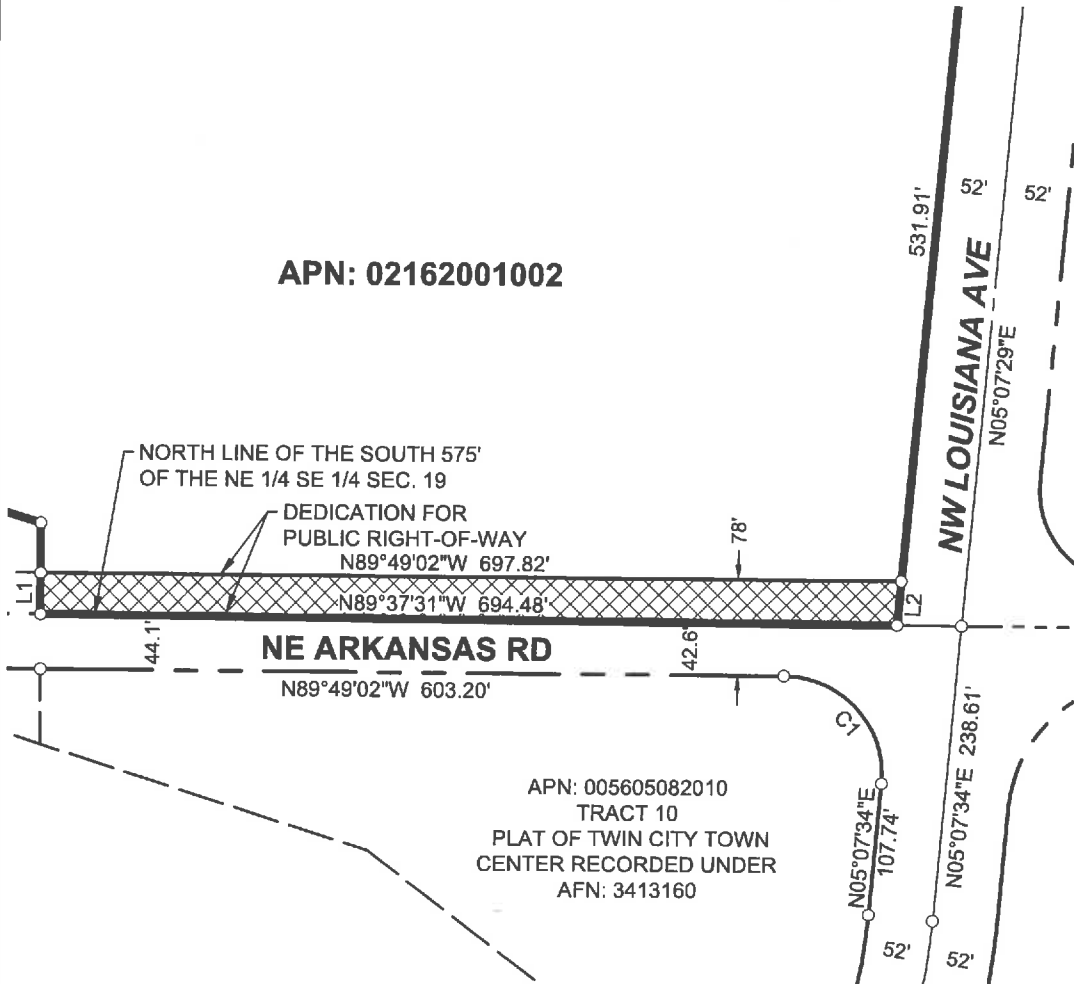 52'
52'
531.91'
APN: 02162001002
NW LOUISIANA AVE
N05°07'29"E
NORTH LINE OF THE SOUTH 575'
OF THE NE 1/4 SE 1/4 SEC. 19
DEDICATION FOR
PUBLIC RIGHT-OF-WAY
N89°49'02"W 697.82'
78'
L1
N89°37'31"W 694.48'
L2
44.1'
NE ARKANSAS RD
42.6'
N89°49'02"W 603.20'
C1
N05°07'34"E 238.61'
APN: 005605082010
TRACT 10
PLAT OF TWIN CITY TOWN
CENTER RECORDED UNDER
AFN: 3413160
N05°07'34"E
107.74'
52'
52'